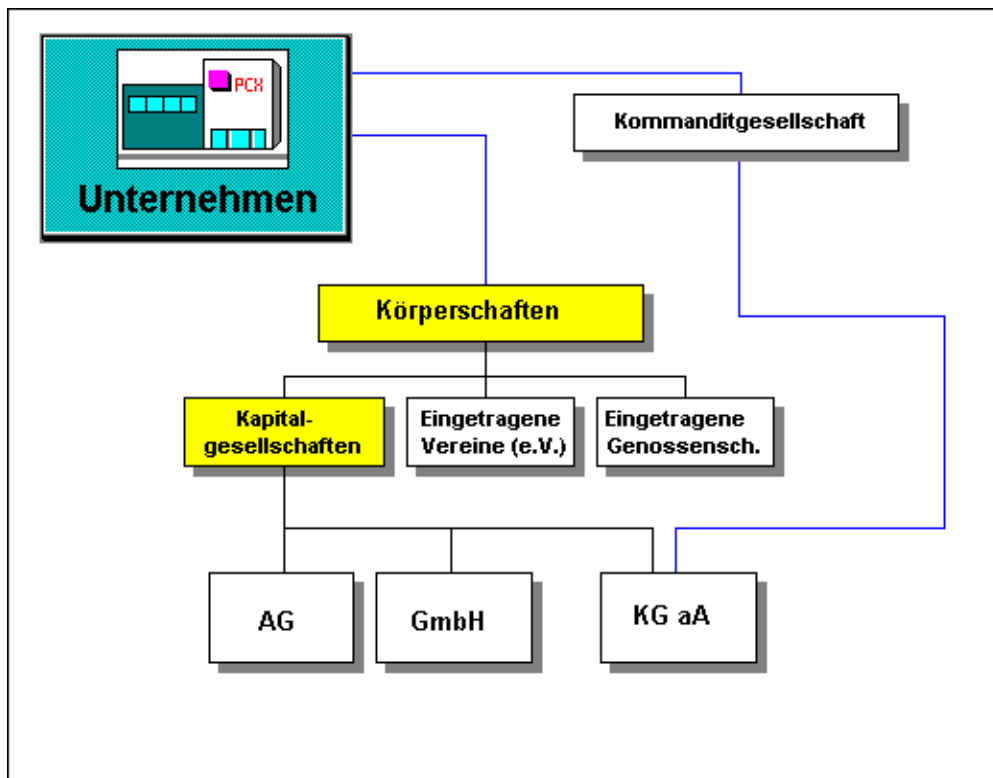 PCX
Unternehmen
Kommanditgesellschaft
Körperschaften
Kapital-
gesellschaften
Eingetragene
Vereine (e.V.)
Eingetragene
Genossensch.
AG
GmbH
KG aA